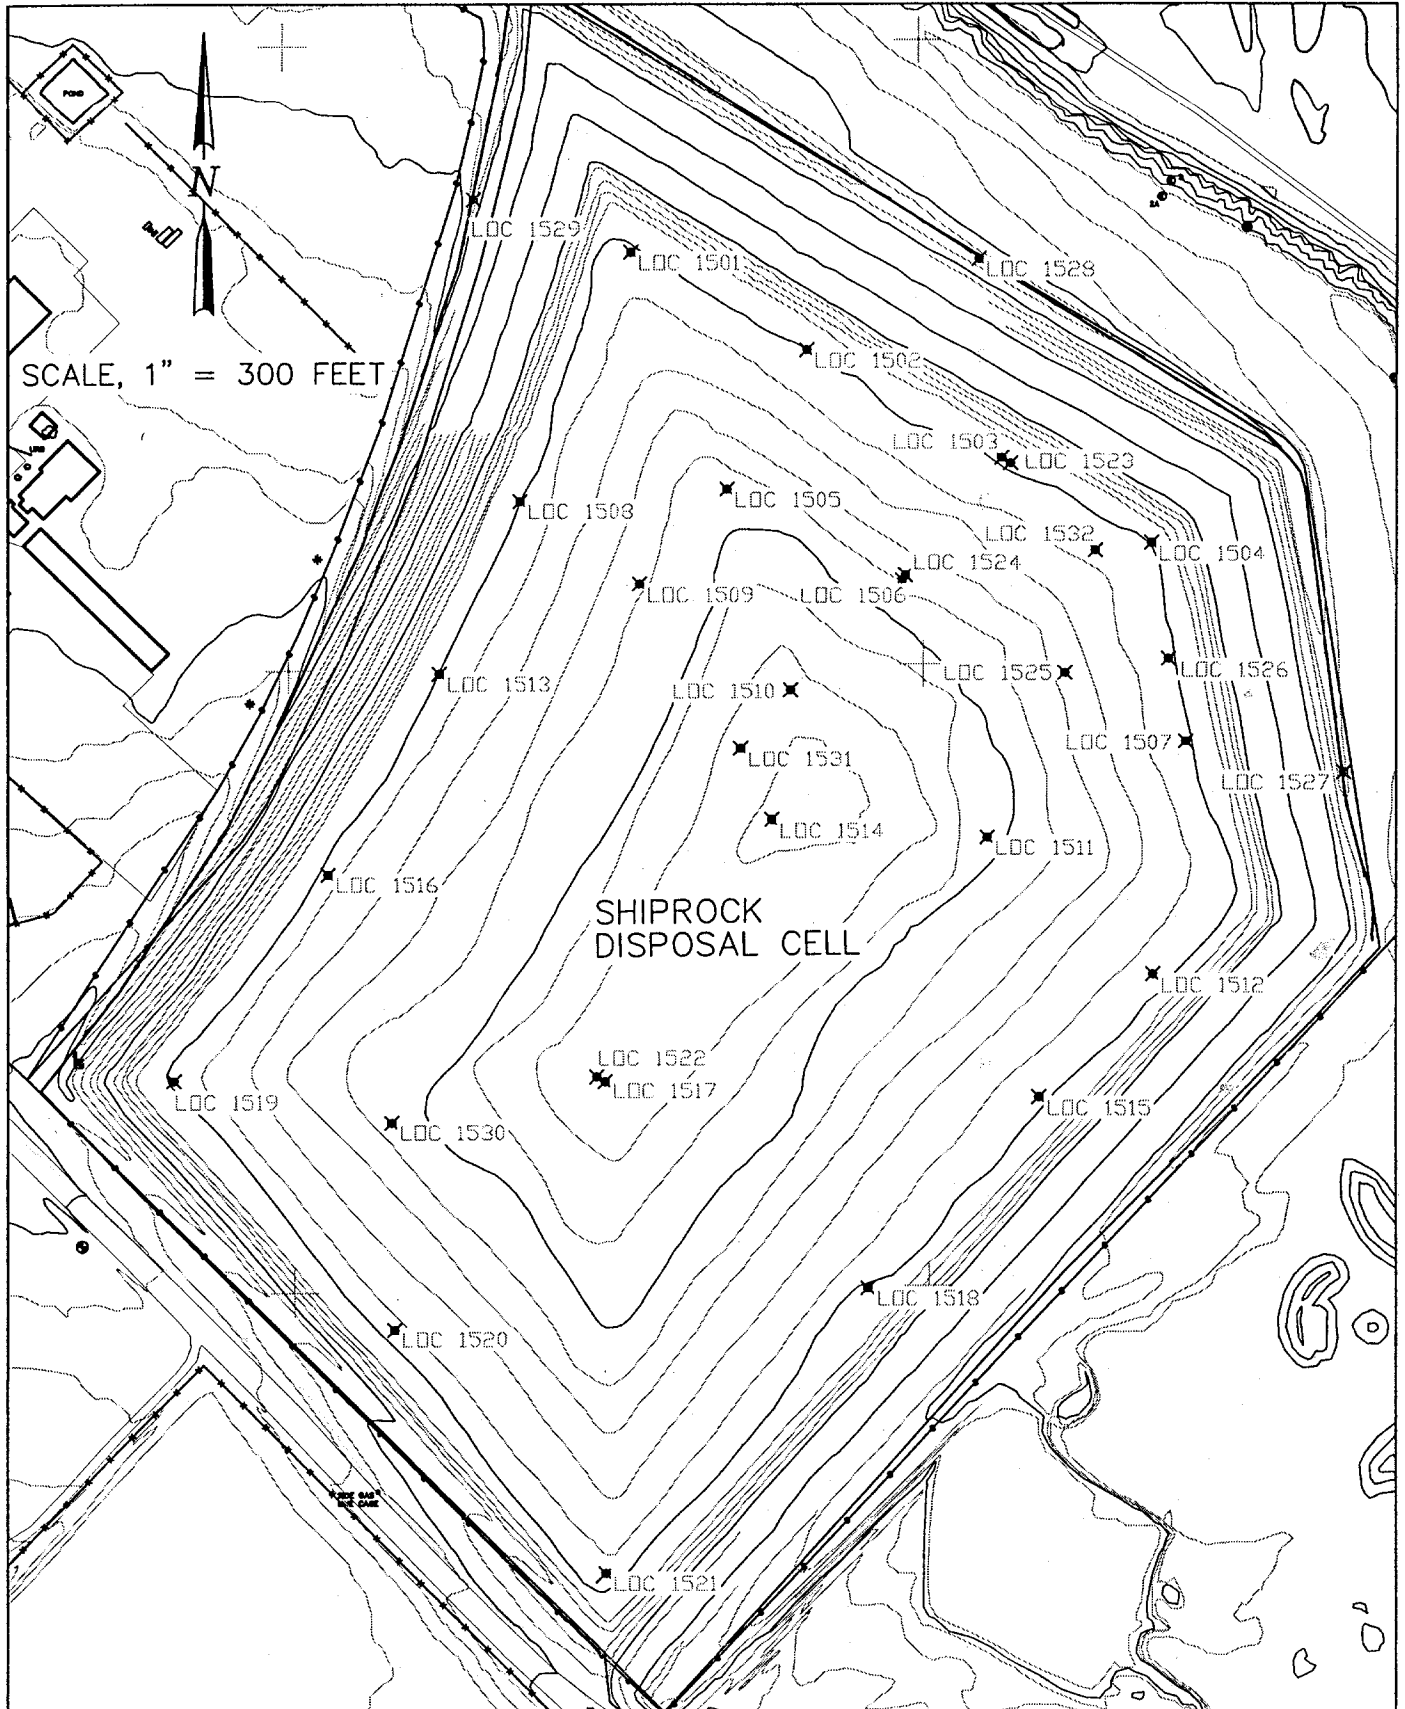 POND
N
LOC 1529
LOC 1501
LOC 1528
SCALE, 1" = 300 FEET
LOC 1502
LOC 1503
LOC 1523
LOC 1505
LOC 1508
LOC 1532
LOC 1504
LOC 1524
LOC 1509
LOC 1506
LOC 1513
LOC 1510
LOC 1525
LOC 1526
LOC 1507
LOC 1531
LOC 1527
LOC 1514
LOC 1511
LOC 1516
SHIPROCK
DISPOSAL CELL
LOC 1512
LOC 1522
LOC 1517
LOC 1519
LOC 1530
LOC 1515
LOC 1518
LOC 1520
LOC 1521